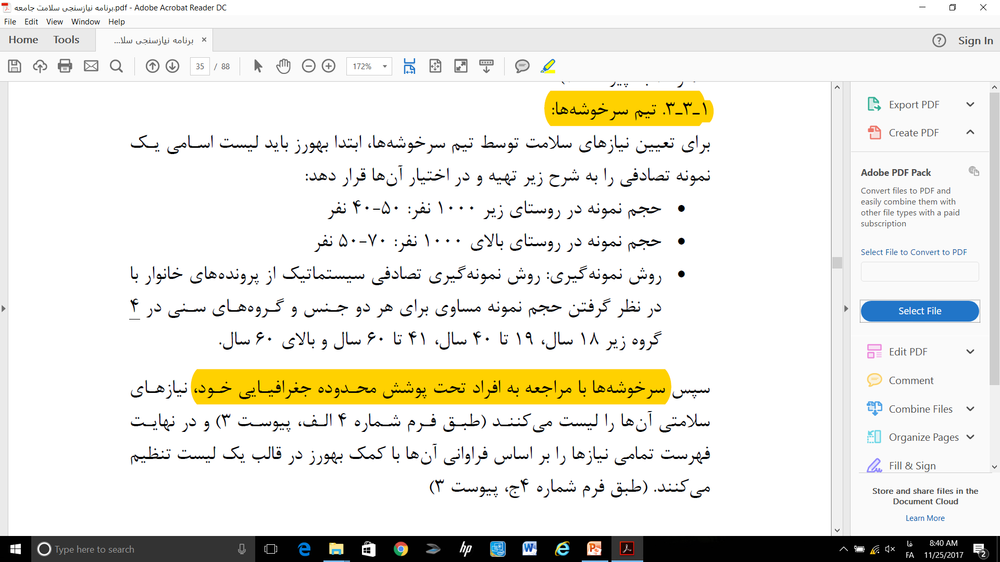 برنامه نیازسنجی سلامت جامعه.pdf - Adobe Acrobat Reader DC
File Edit View Window Help
Home Tools برنامه نیازسنجی سلا... × Sign In
35 / 88 172%
۳-۳-۱. تیم سرخوشه‌ها:
برای تعیین نیازهای سلامت توسط تیم سرخوشه‌ها، ابتدا بهورز باید لیست اسامی یک
نمونه تصادفی را به شرح زیر تهیه و در اختیار آن‌ها قرار دهد:
• حجم نمونه در روستای زیر ۱۰۰۰ نفر: ۵۰-۴۰ نفر
• حجم نمونه در روستای بالای ۱۰۰۰ نفر: ۷۰-۵۰ نفر
• روش نمونه‌گیری: روش نمونه‌گیری تصادفی سیستماتیک از پرونده‌های خانوار با
در نظر گرفتن حجم نمونه مساوی برای هر دو جنس و گروه‌های سنی در ۴
گروه زیر ۱۸ سال، ۱۹ تا ۴۰ سال، ۴۱ تا ۶۰ سال و بالای ۶۰ سال.
سپس سرخوشه‌ها با مراجعه به افراد تحت پوشش محدوده جغرافیایی خود، نیازهای
سلامتی آن‌ها را لیست می‌کنند (طبق فرم شماره ۴ الف، پیوست ۳) و در نهایت
فهرست تمامی نیازها را بر اساس فراوانی آن‌ها با کمک بهورز در قالب یک لیست تنظیم
می‌کنند. (طبق فرم شماره ۴ج، پیوست ۳)
Export PDF
Create PDF
Adobe PDF Pack
Convert files to PDF and
easily combine them with
other file types with a paid
subscription
Select File to Convert to PDF
Select File
Edit PDF
Comment
Combine Files
Organize Pages
Fill & Sign
Store and share files in the
Document Cloud
Learn More
Type here to search
فا 8:40 AM
FA 11/25/2017 2